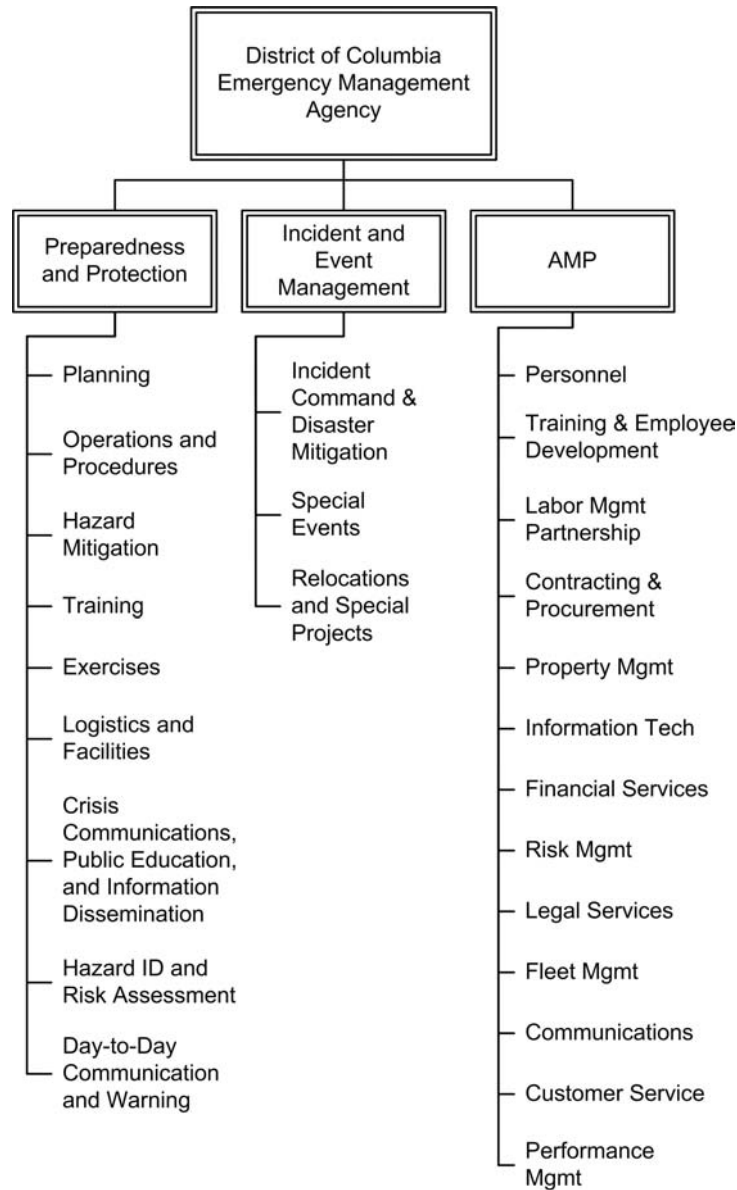 District of Columbia
Emergency Management
Agency
Preparedness
and Protection
Incident and
Event
Management
AMP
Planning
Operations and
Procedures
Hazard
Mitigation
Training
Exercises
Logistics and
Facilities
Crisis
Communications,
Public Education,
and Information
Dissemination
Hazard ID and
Risk Assessment
Day-to-Day
Communication
and Warning
Incident
Command &
Disaster
Mitigation
Special
Events
Relocations
and Special
Projects
Personnel
Training & Employee
Development
Labor Mgmt
Partnership
Contracting &
Procurement
Property Mgmt
Information Tech
Financial Services
Risk Mgmt
Legal Services
Fleet Mgmt
Communications
Customer Service
Performance
Mgmt